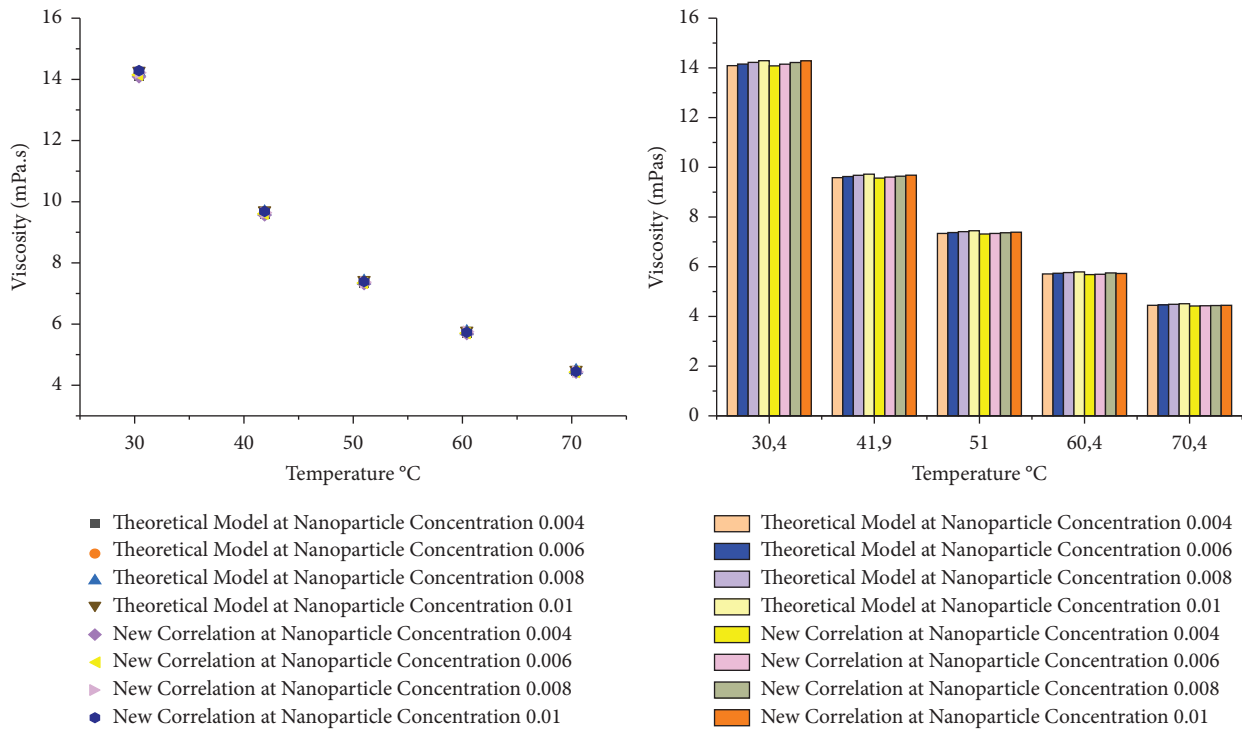 16
14
12
10
8
6
4
Viscosity (mPa.s)
30
40
50
60
70
Temperature °C
Theoretical Model at Nanoparticle Concentration 0.004
Theoretical Model at Nanoparticle Concentration 0.006
Theoretical Model at Nanoparticle Concentration 0.008
Theoretical Model at Nanoparticle Concentration 0.01
New Correlation at Nanoparticle Concentration 0.004
New Correlation at Nanoparticle Concentration 0.006
New Correlation at Nanoparticle Concentration 0.008
New Correlation at Nanoparticle Concentration 0.01
16
14
12
10
8
6
4
2
0
Viscosity (mPas)
30,4
41,9
51
60,4
70,4
Temperature °C
Theoretical Model at Nanoparticle Concentration 0.004
Theoretical Model at Nanoparticle Concentration 0.006
Theoretical Model at Nanoparticle Concentration 0.008
Theoretical Model at Nanoparticle Concentration 0.01
New Correlation at Nanoparticle Concentration 0.004
New Correlation at Nanoparticle Concentration 0.006
New Correlation at Nanoparticle Concentration 0.008
New Correlation at Nanoparticle Concentration 0.01